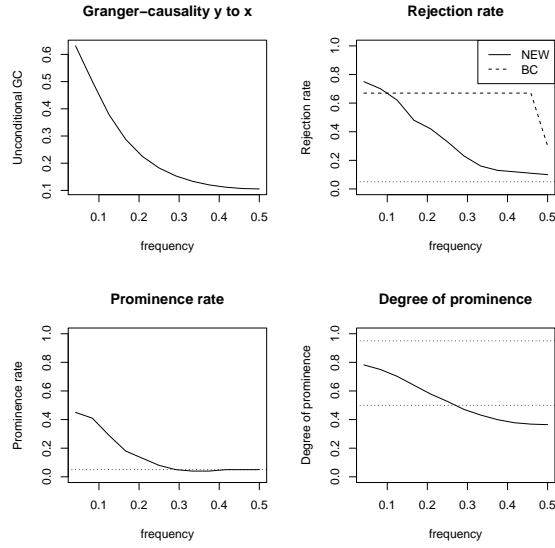 Granger−causality y to x
Unconditional GC
0.1 0.2 0.3 0.4 0.5 0.6
0.1 0.2 0.3 0.4 0.5
frequency
Rejection rate
Rejection rate
0.0 0.2 0.4 0.6 0.8 1.0
NEW
BC
0.1 0.2 0.3 0.4 0.5
frequency
Prominence rate
Prominence rate
0.0 0.2 0.4 0.6 0.8 1.0
0.1 0.2 0.3 0.4 0.5
frequency
Degree of prominence
Degree of prominence
0.0 0.2 0.4 0.6 0.8 1.0
0.1 0.2 0.3 0.4 0.5
frequency